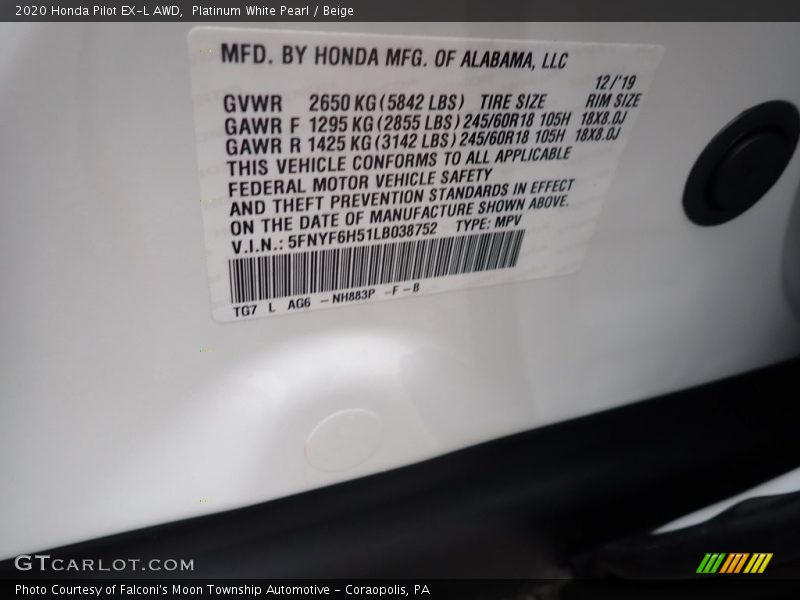 2020 Honda Pilot EX-L AWD,  Platinum White Pearl / Beige
MFD. BY HONDA MFG. OF ALABAMA, LLC
12/'19
GVWR 2650 KG (5842 LBS) TIRE SIZE RIM SIZE
GAWR F 1295 KG (2855 LBS) 245/60R18 105H 18X8.0J
GAWR R 1425 KG (3142 LBS) 245/60R18 105H 18X8.0J
THIS VEHICLE CONFORMS TO ALL APPLICABLE
FEDERAL MOTOR VEHICLE SAFETY
AND THEFT PREVENTION STANDARDS IN EFFECT
ON THE DATE OF MANUFACTURE SHOWN ABOVE.
V.I.N.: 5FNYF6H51LB038752 TYPE: MPV
TG7 L AG6 - NH883P - F - B
GTCARLOT.COM
Photo Courtesy of Falconi's Moon Township Automotive - Coraopolis, PA